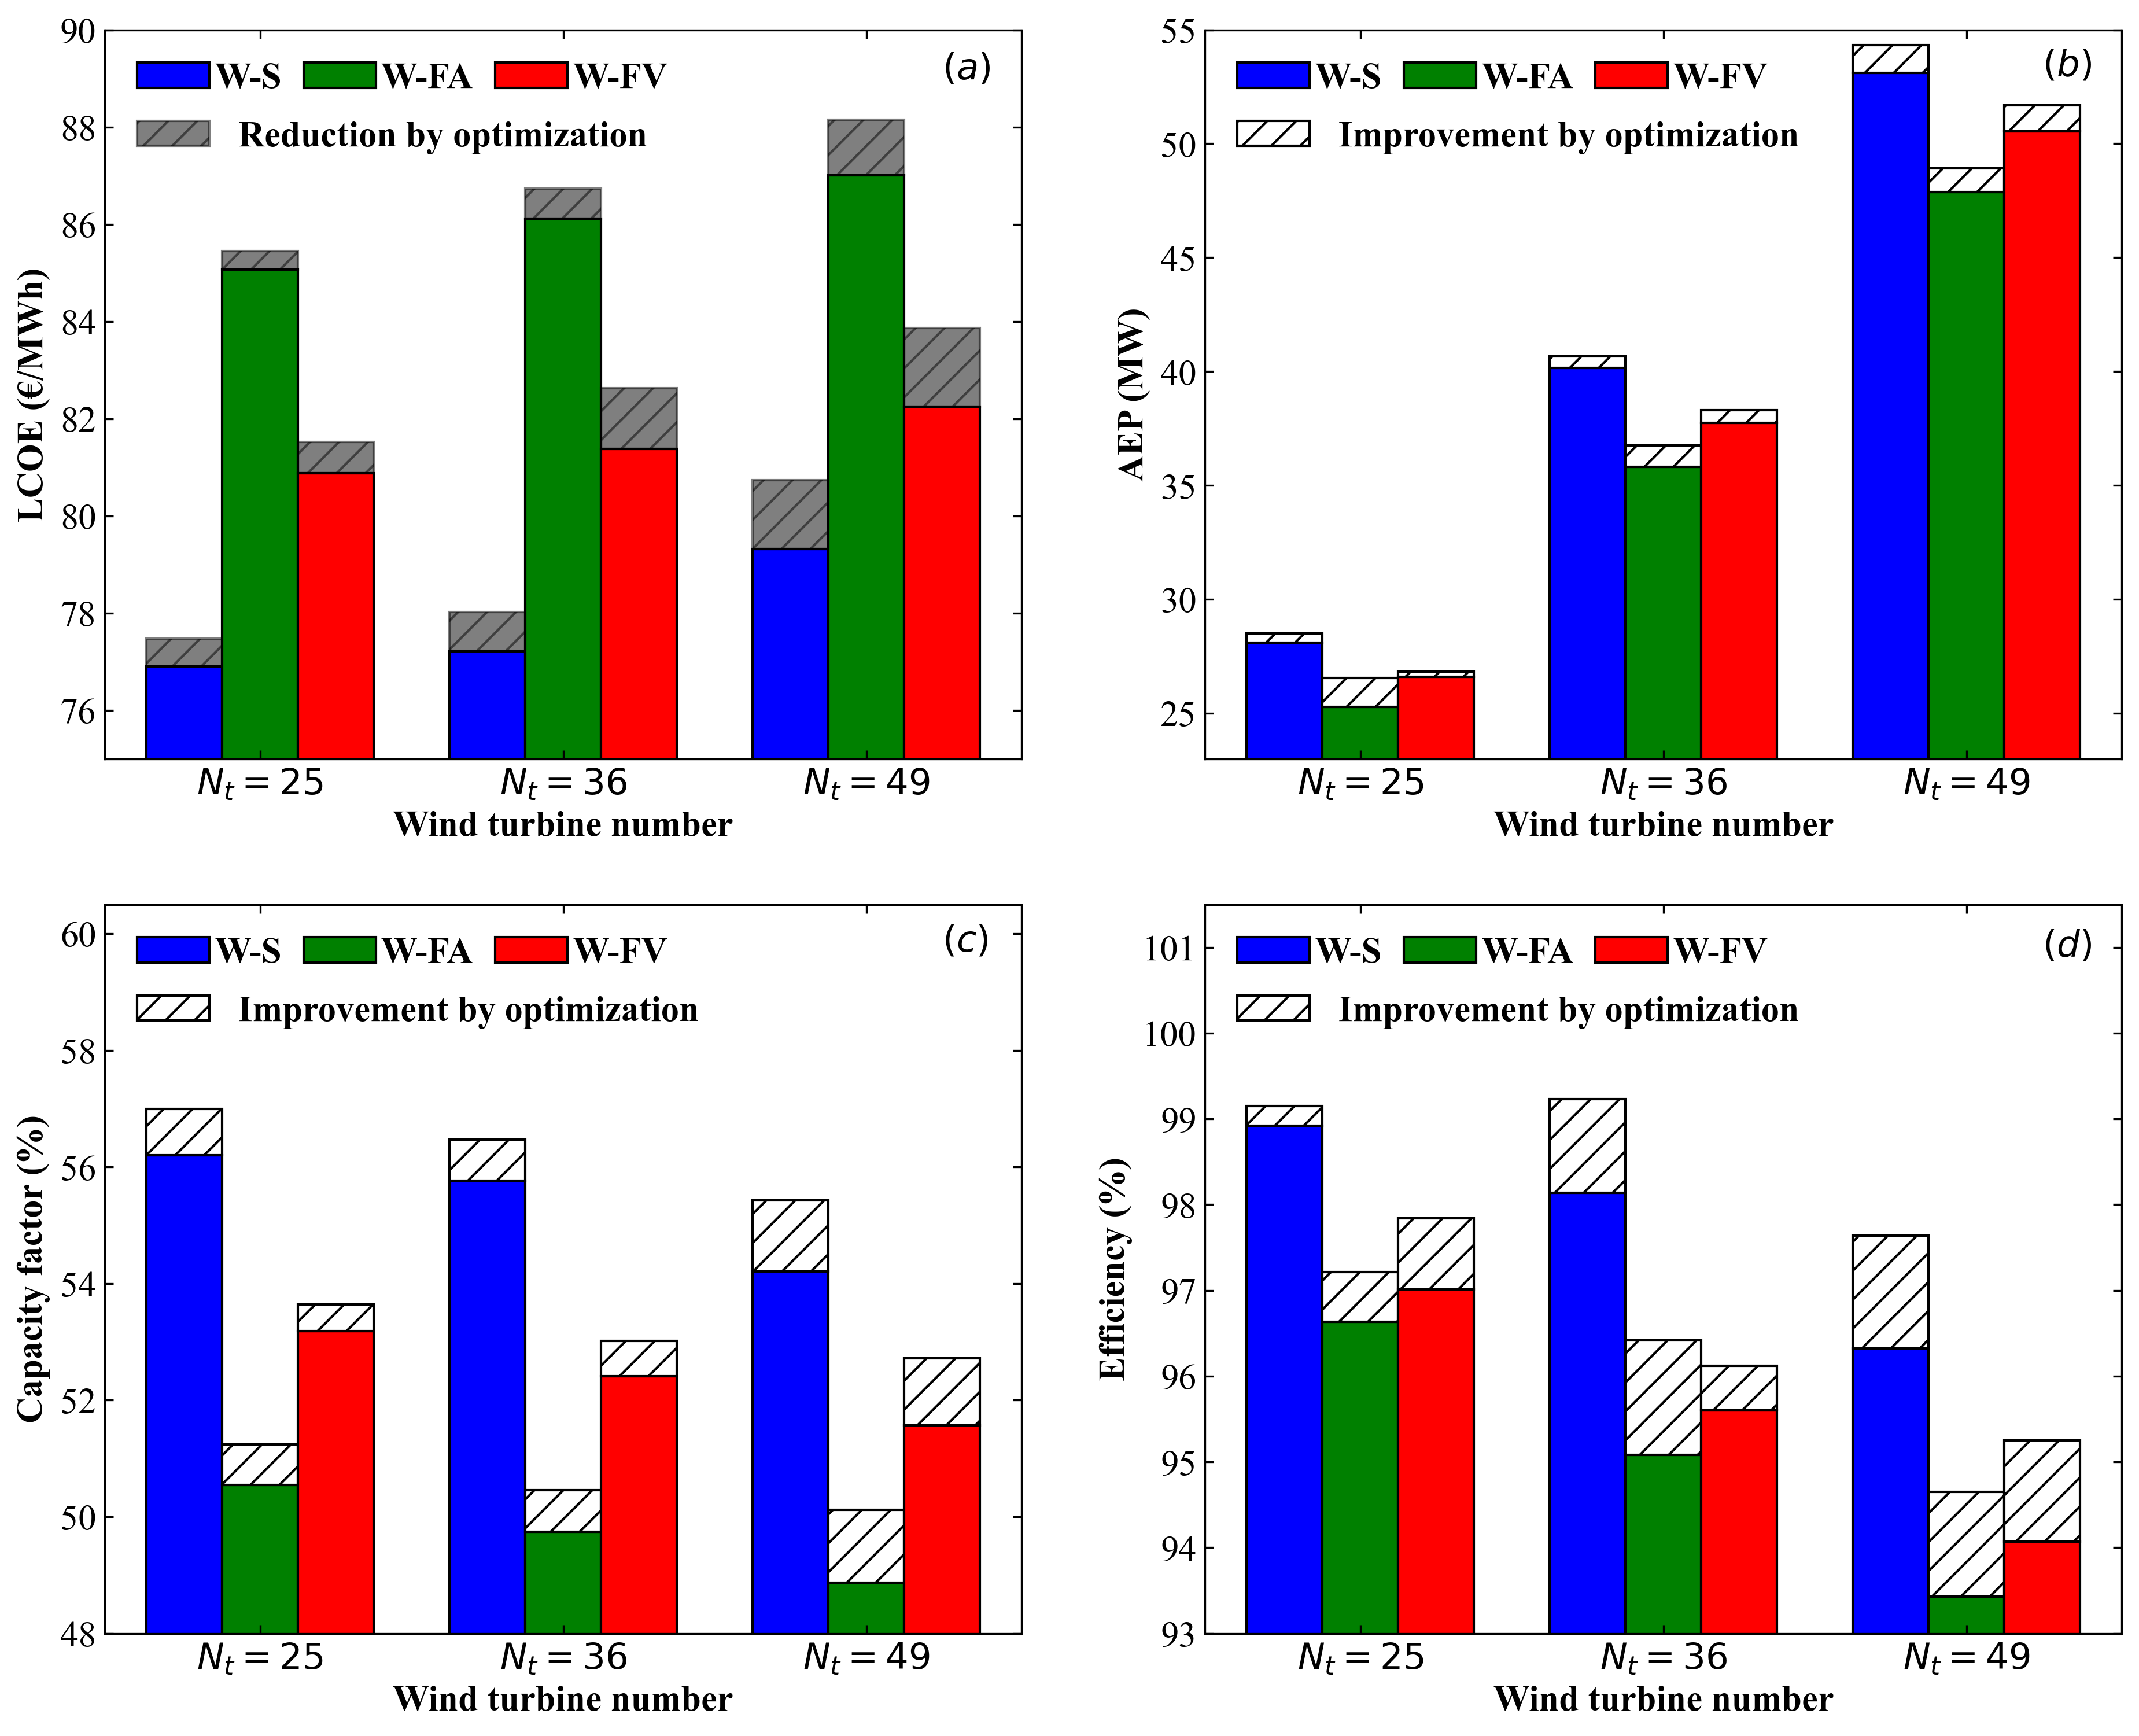 90
88
86
84
82
80
78
76
LCOE (€/MWh)
W-S W-FA W-FV
Reduction by optimization
(a)
N_t = 25 N_t = 36 N_t = 49
Wind turbine number
55
50
45
40
35
30
25
AEP (MW)
W-S W-FA W-FV
Improvement by optimization
(b)
N_t = 25 N_t = 36 N_t = 49
Wind turbine number
60
58
56
54
52
50
48
Capacity factor (%)
W-S W-FA W-FV
Improvement by optimization
(c)
N_t = 25 N_t = 36 N_t = 49
Wind turbine number
101
100
99
98
97
96
95
94
93
Efficiency (%)
W-S W-FA W-FV
Improvement by optimization
(d)
N_t = 25 N_t = 36 N_t = 49
Wind turbine number